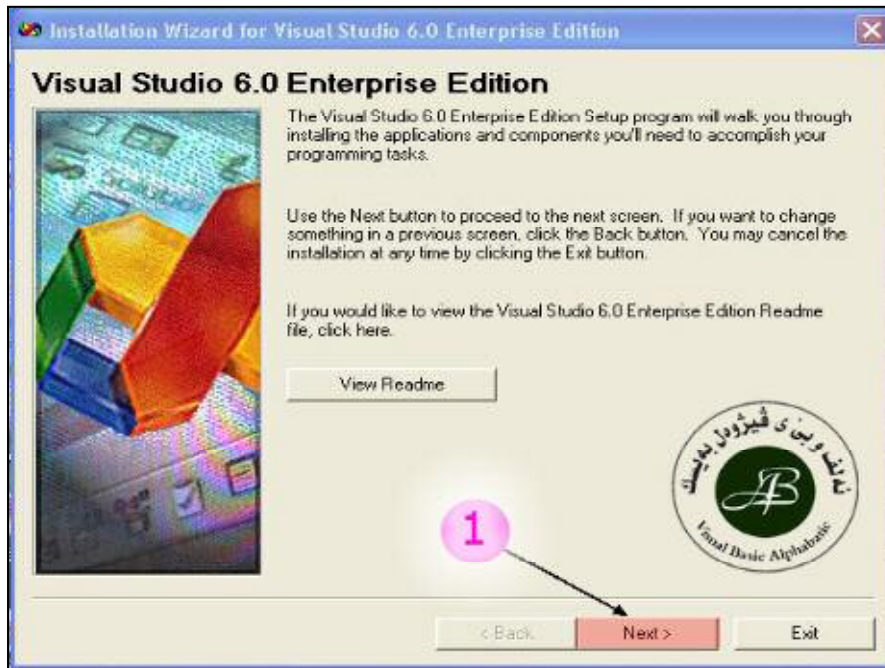 Installation Wizard for Visual Studio 6.0 Enterprise Edition
Visual Studio 6.0 Enterprise Edition
The Visual Studio 6.0 Enterprise Edition Setup program will walk you through
installing the applications and components you'll need to accomplish your
programming tasks.
Use the Next button to proceed to the next screen. If you want to change
something in a previous screen, click the Back button. You may cancel the
installation at any time by clicking the Exit button.
If you would like to view the Visual Studio 6.0 Enterprise Edition Readme
file, click here.
View Readme
ئەلف و بێ ی ڤیژوەل بەیسك
AB
Visual Basic Alphabatic
1
< Back
Next >
Exit